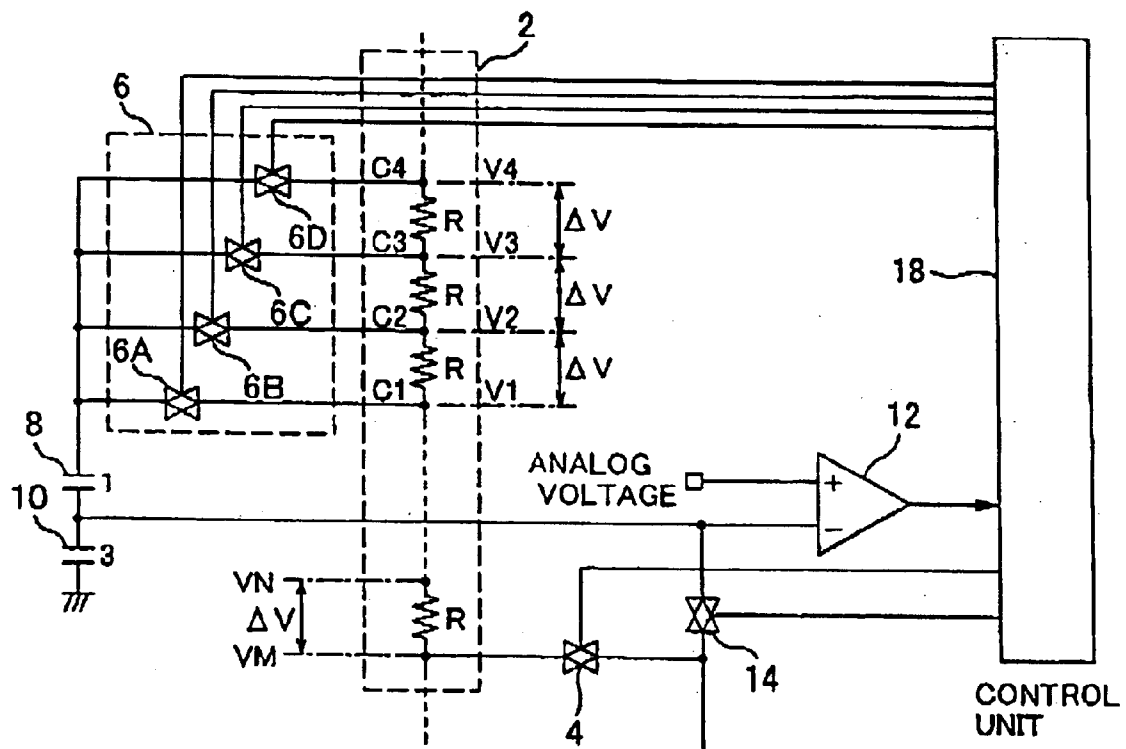 2
6
C4 V4
6D R ΔV
C3 V3
18
6C R ΔV
C2 V2
6A 6B R ΔV
C1 V1
8
12
1
ANALOG
VOLTAGE
+
10
−
3
VN
ΔV R
VM
14
4
CONTROL
UNIT